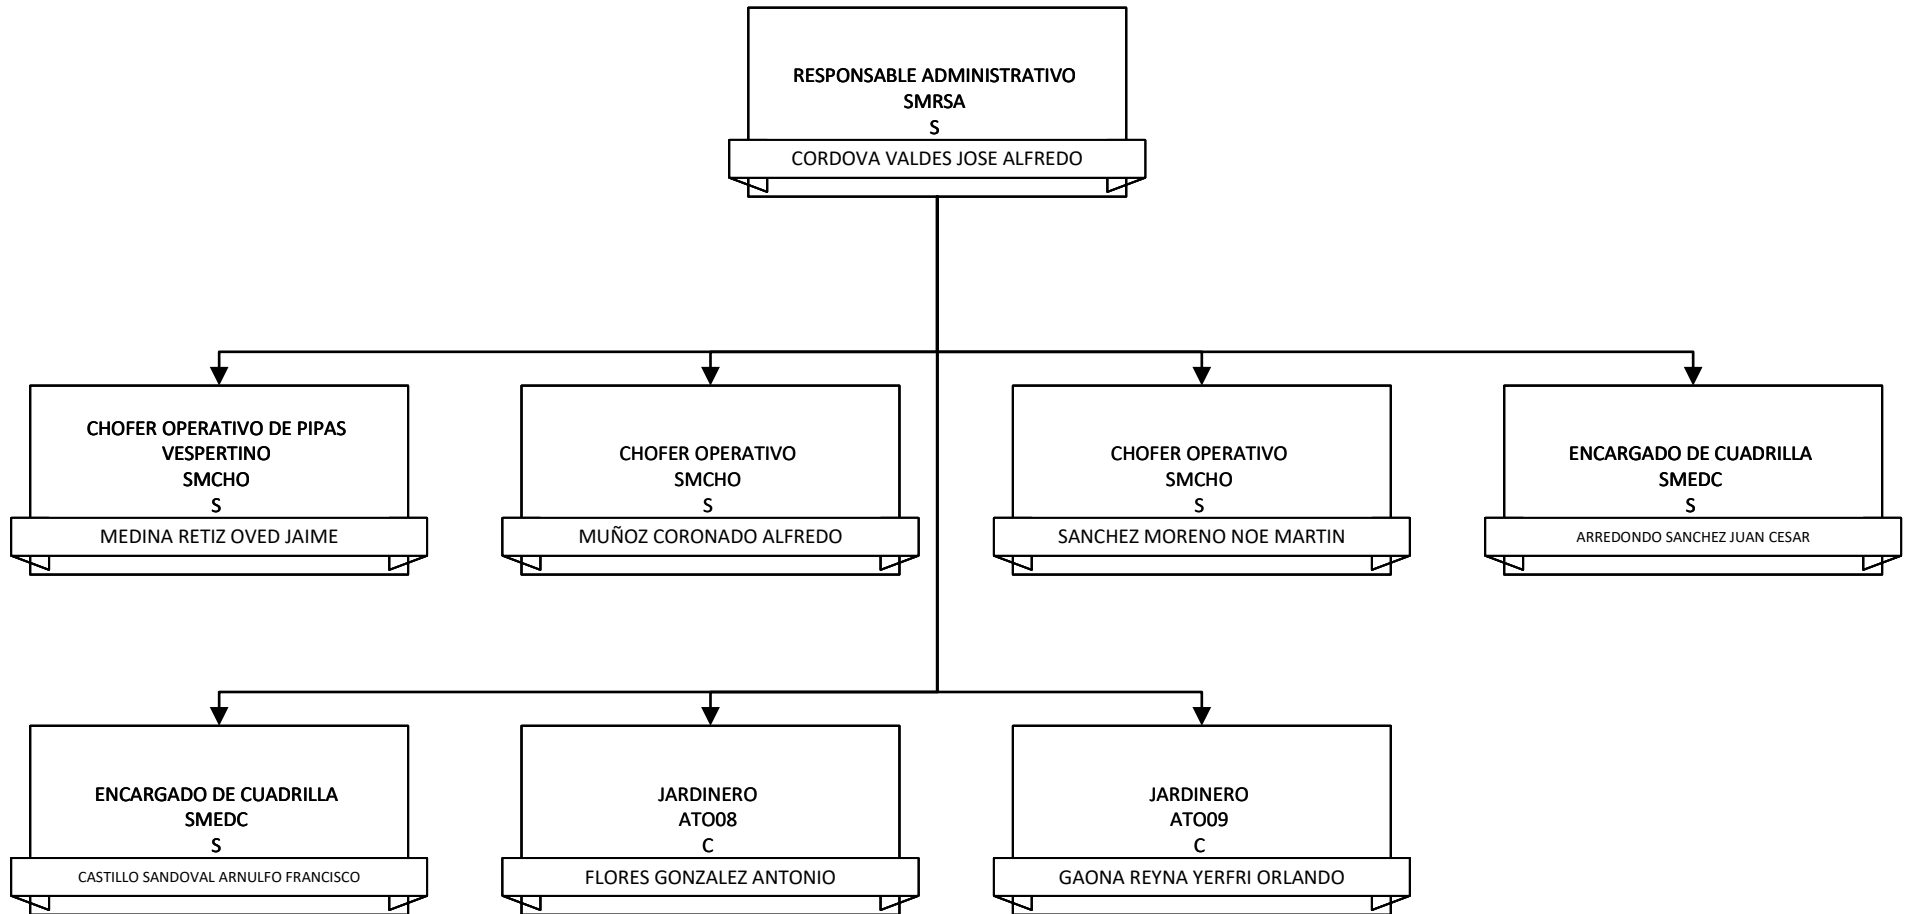 RESPONSABLE ADMINISTRATIVO
SMRSA
S
CORDOVA VALDES JOSE ALFREDO
CHOFER OPERATIVO DE PIPAS
VESPERTINO
SMCHO
S
MEDINA RETIZ OVED JAIME
CHOFER OPERATIVO
SMCHO
S
MUÑOZ CORONADO ALFREDO
CHOFER OPERATIVO
SMCHO
S
SANCHEZ MORENO NOE MARTIN
ENCARGADO DE CUADRILLA
SMEDC
S
ARREDONDO SANCHEZ JUAN CESAR
ENCARGADO DE CUADRILLA
SMEDC
S
CASTILLO SANDOVAL ARNULFO FRANCISCO
JARDINERO
ATO08
C
FLORES GONZALEZ ANTONIO
JARDINERO
ATO09
C
GAONA REYNA YERFRI ORLANDO